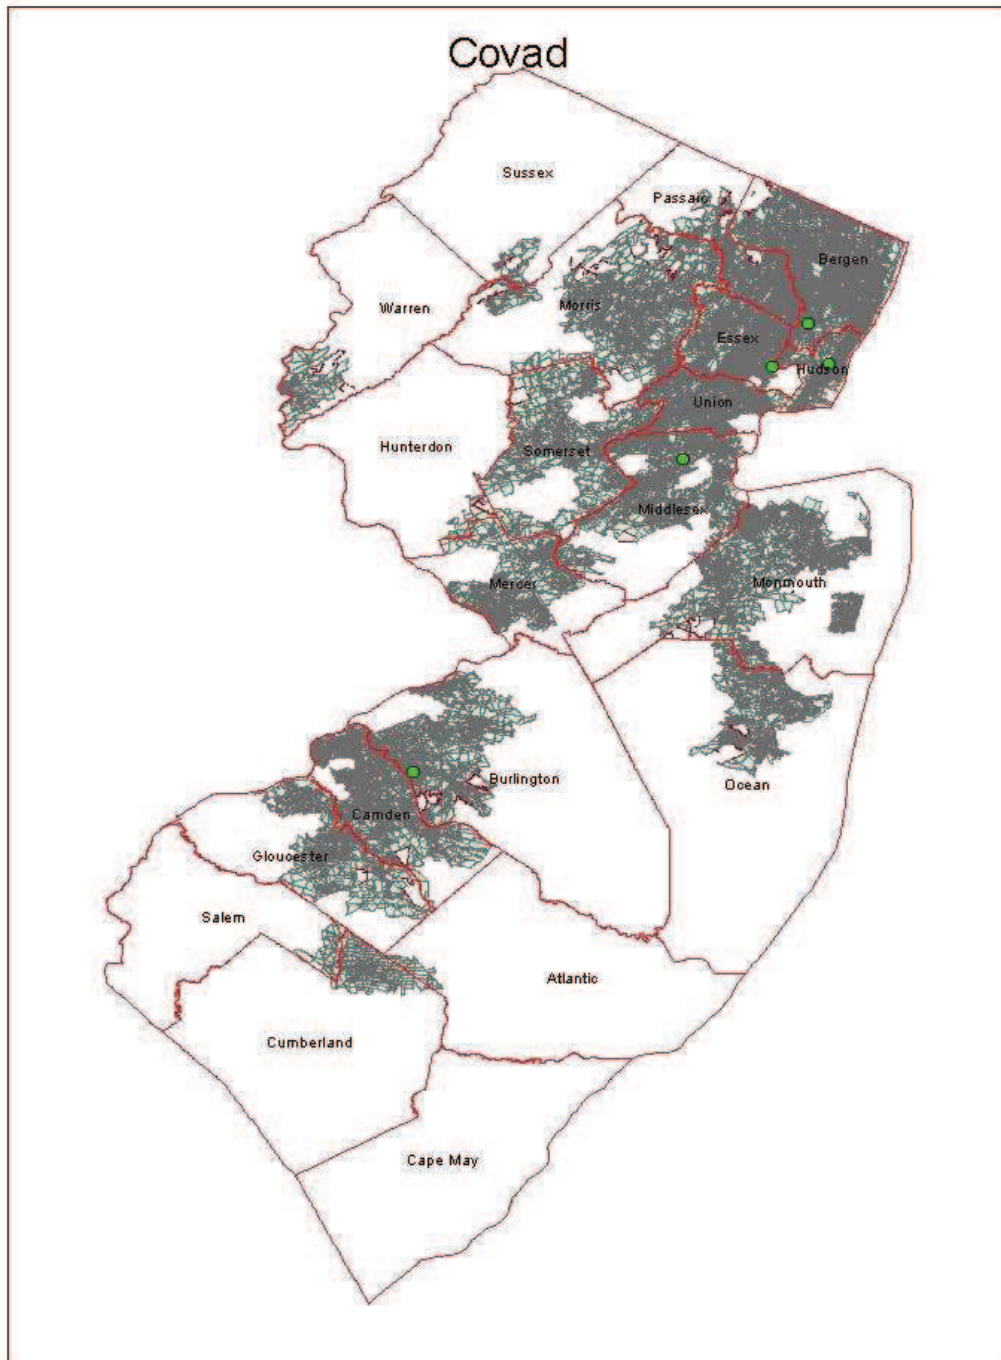 Covad
Sussex
Passaic
Bergen
Warren
Morris
Essex
Hudson
Union
Hunterdon
Somerset
Middlesex
Mercer
Monmouth
Burlington
Ocean
Camden
Gloucester
Salem
Atlantic
Cumberland
Cape May